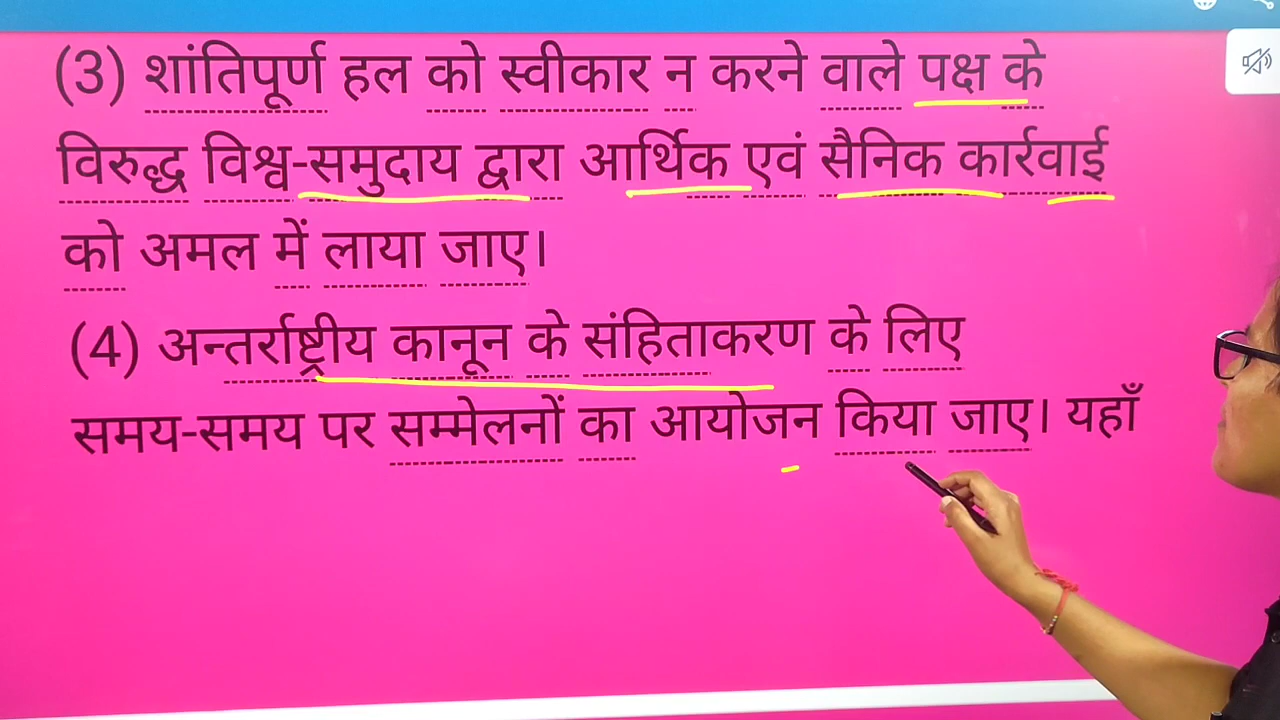 (3) शांतिपूर्ण हल को स्वीकार न करने वाले पक्ष के
विरुद्ध विश्व-समुदाय द्वारा आर्थिक एवं सैनिक कार्रवाई
को अमल में लाया जाए।
(4) अन्तर्राष्ट्रीय कानून के संहिताकरण के लिए
समय-समय पर सम्मेलनों का आयोजन किया जाए। यहाँ